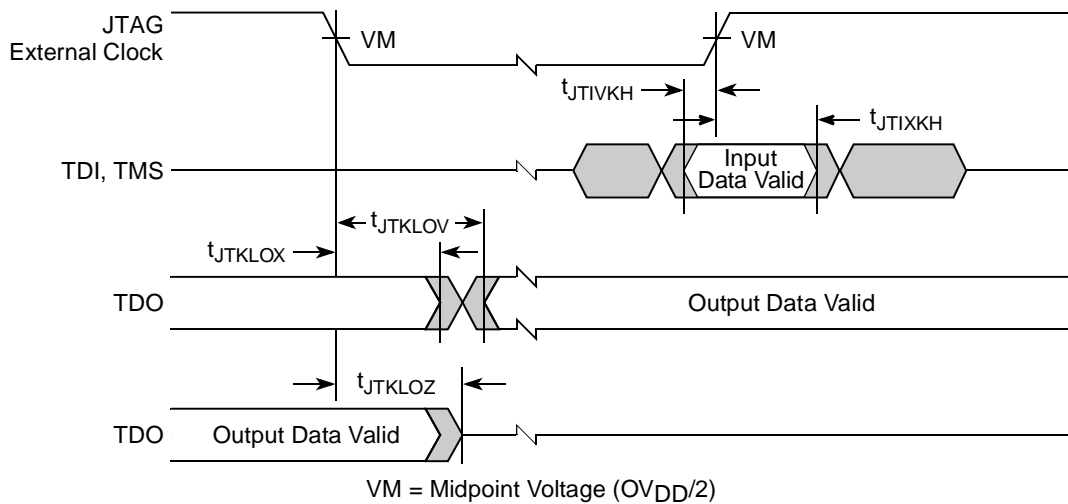 JTAG
External Clock
VM
VM
tJTIVKH
tJTIXKH
TDI, TMS
Input
Data Valid
tJTKLOV
tJTKLOX
TDO
Output Data Valid
tJTKLOZ
TDO
Output Data Valid
VM = Midpoint Voltage (OVDD/2)